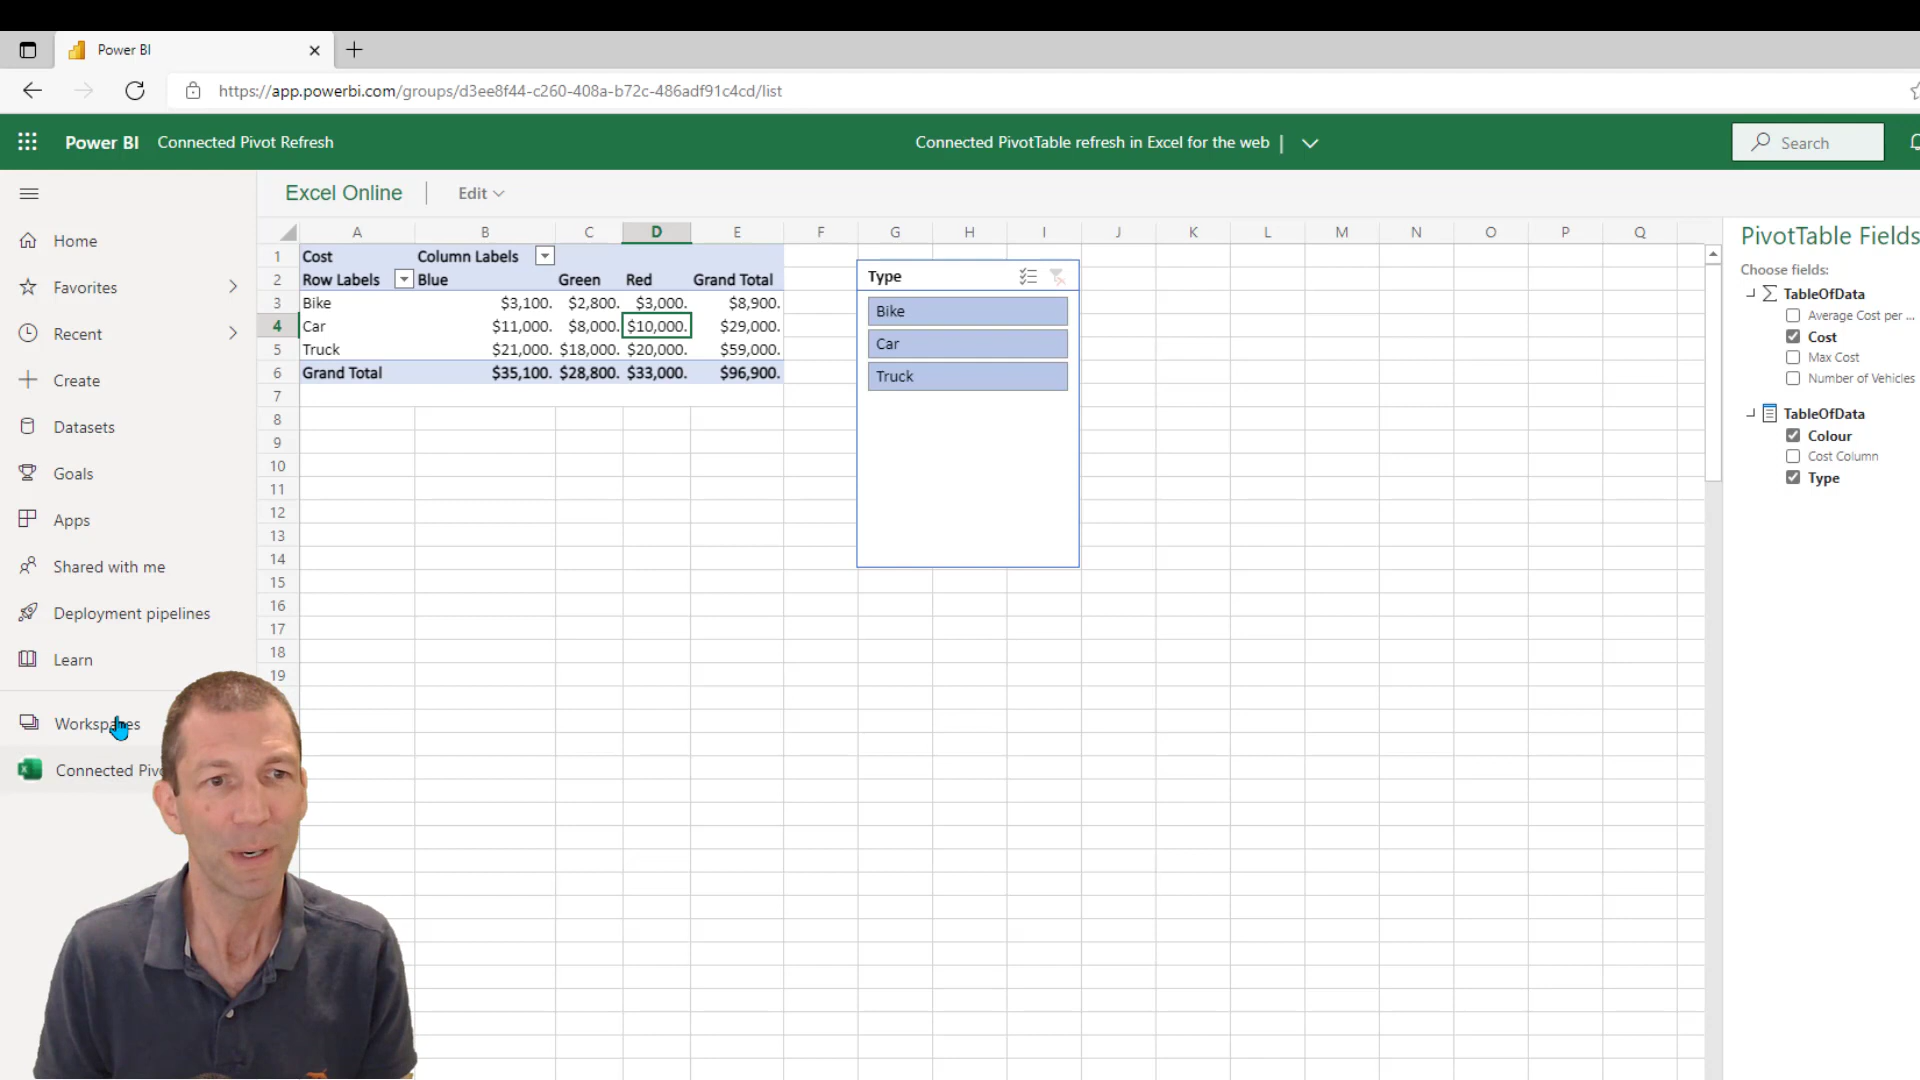 Power BI
https://app.powerbi.com/groups/d3ee8f44-c260-408a-b72c-486adf91c4cd/list
Power BI Connected Pivot Refresh
Connected PivotTable refresh in Excel for the web |
Search
Excel Online | Edit
Home
Favorites
Recent
Create
Datasets
Goals
Apps
Shared with me
Deployment pipelines
Learn
Workspaces
Connected Piv
A B C D E F G H I J K L M N O P Q
1 Cost Column Labels
2 Row Labels Blue Green Red Grand Total
3 Bike $3,100. $2,800. $3,000. $8,900.
4 Car $11,000. $8,000. $10,000. $29,000.
5 Truck $21,000. $18,000. $20,000. $59,000.
6 Grand Total $35,100. $28,800. $33,000. $96,900.
7
8
9
10
11
12
13
14
15
16
17
18
19
Type
Bike
Car
Truck
PivotTable Fields
Choose fields:
TableOfData
Average Cost per ...
Cost
Max Cost
Number of Vehicles
TableOfData
Colour
Cost Column
Type